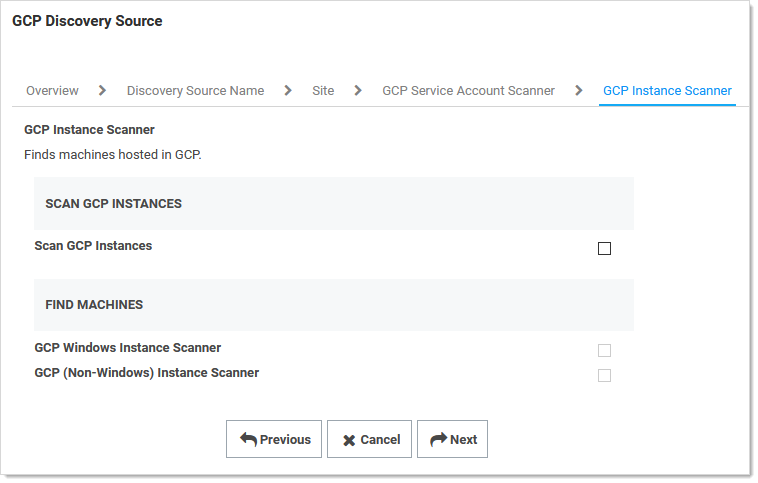 GCP Discovery Source
Overview > Discovery Source Name > Site > GCP Service Account Scanner > GCP Instance Scanner
GCP Instance Scanner
Finds machines hosted in GCP.
SCAN GCP INSTANCES
Scan GCP Instances
FIND MACHINES
GCP Windows Instance Scanner
GCP (Non-Windows) Instance Scanner
Previous Cancel Next